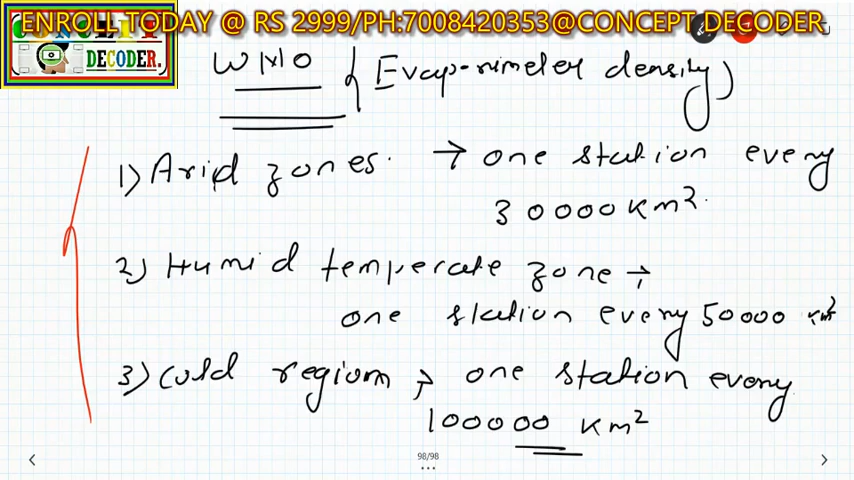 ENROLL TODAY @ RS 2999/PH:7008420353@CONCEPT DECODER
DECODER.
WMO (Evaporimeter density)
1) Arid zones. → one station every
30000 Km².
2) Humid temperate zone →
one station every 50000 Km²
3) Cold region → one station every
100000 Km²
98/98